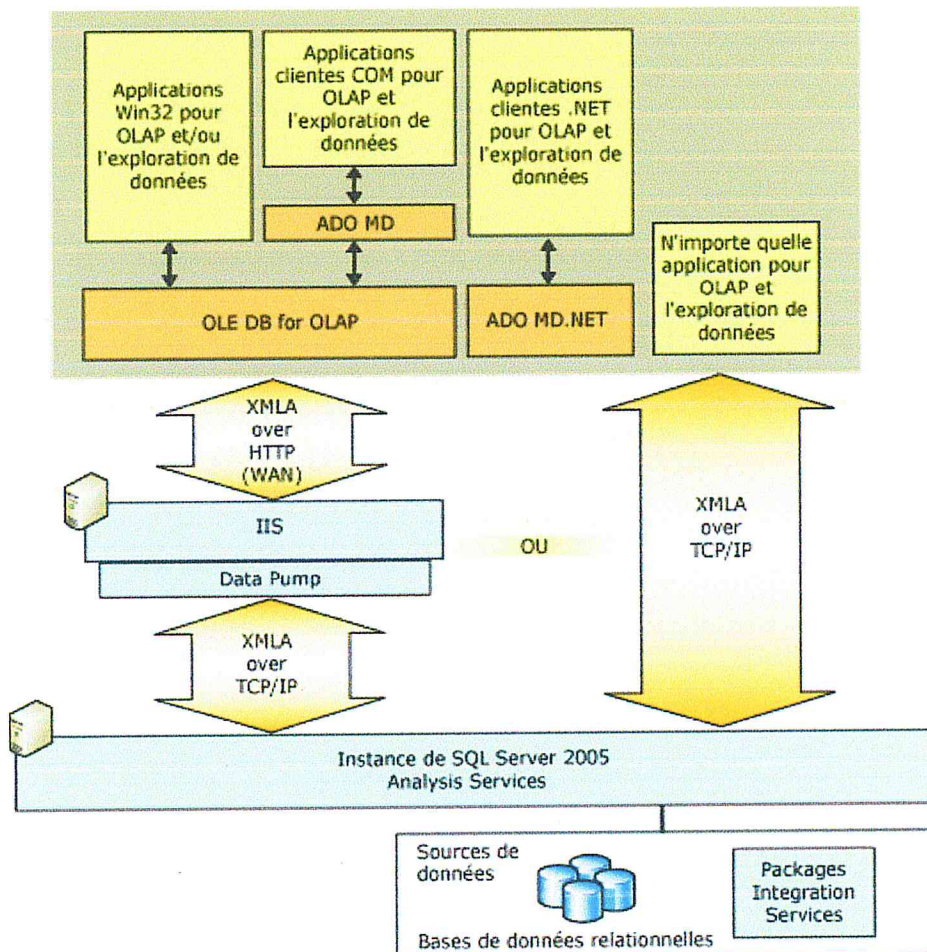 Applications
Win32 pour
OLAP et/ou
l'exploration de
données
Applications
clientes COM pour
OLAP et
l'exploration de
données
Applications
clientes .NET
pour OLAP et
l'exploration de
données
ADO MD
N'importe quelle
application pour
OLAP et
l'exploration de
données
OLE DB for OLAP
ADO MD.NET
XMLA
over
HTTP
(WAN)
IIS
Data Pump
OU
XMLA
over
TCP/IP
XMLA
over
TCP/IP
Instance de SQL Server 2005
Analysis Services
Sources de
données
Bases de données relationnelles
Packages
Integration
Services